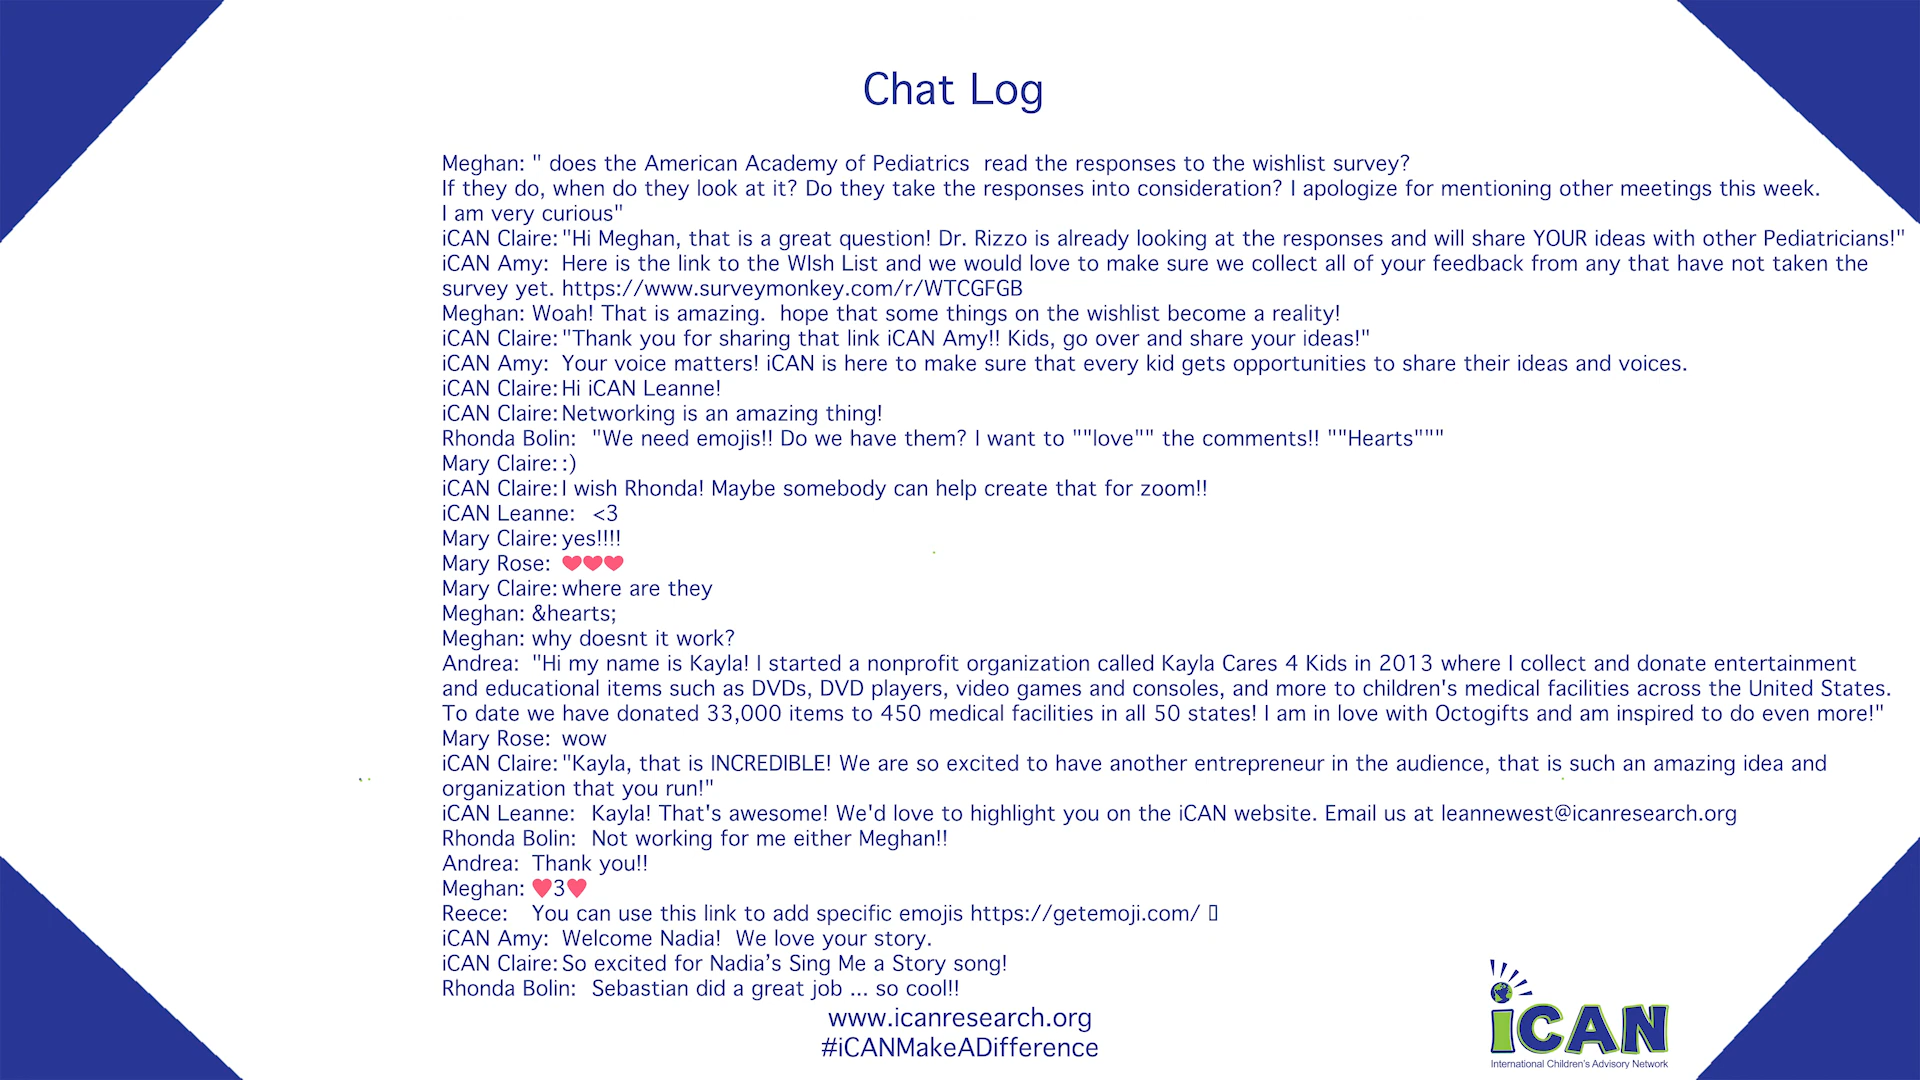 Chat Log
Meghan: " does the American Academy of Pediatrics  read the responses to the wishlist survey?
If they do, when do they look at it? Do they take the responses into consideration? I apologize for mentioning other meetings this week.
I am very curious"
iCAN Claire: "Hi Meghan, that is a great question! Dr. Rizzo is already looking at the responses and will share YOUR ideas with other Pediatricians!"
iCAN Amy:  Here is the link to the WIsh List and we would love to make sure we collect all of your feedback from any that have not taken the
survey yet. https://www.surveymonkey.com/r/WTCGFGB
Meghan: Woah! That is amazing.  hope that some things on the wishlist become a reality!
iCAN Claire: "Thank you for sharing that link iCAN Amy!! Kids, go over and share your ideas!"
iCAN Amy:  Your voice matters! iCAN is here to make sure that every kid gets opportunities to share their ideas and voices.
iCAN Claire: Hi iCAN Leanne!
iCAN Claire: Networking is an amazing thing!
Rhonda Bolin:  "We need emojis!! Do we have them? I want to ""love"" the comments!! ""Hearts"""
Mary Claire: :)
iCAN Claire: I wish Rhonda! Maybe somebody can help create that for zoom!!
iCAN Leanne:  <3
Mary Claire: yes!!!!
Mary Rose:  ♥♥♥
Mary Claire: where are they
Meghan: &hearts;
Meghan: why doesnt it work?
Andrea:  "Hi my name is Kayla! I started a nonprofit organization called Kayla Cares 4 Kids in 2013 where I collect and donate entertainment
and educational items such as DVDs, DVD players, video games and consoles, and more to children's medical facilities across the United States.
To date we have donated 33,000 items to 450 medical facilities in all 50 states! I am in love with Octogifts and am inspired to do even more!"
Mary Rose:  wow
iCAN Claire: "Kayla, that is INCREDIBLE! We are so excited to have another entrepreneur in the audience, that is such an amazing idea and
organization that you run!"
iCAN Leanne:  Kayla! That's awesome! We'd love to highlight you on the iCAN website. Email us at leannewest@icanresearch.org
Rhonda Bolin:  Not working for me either Meghan!!
Andrea:  Thank you!!
Meghan: ♥3♥
Reece:  You can use this link to add specific emojis https://getemoji.com/ ▯
iCAN Amy:  Welcome Nadia!  We love your story.
iCAN Claire: So excited for Nadia’s Sing Me a Story song!
Rhonda Bolin:  Sebastian did a great job ... so cool!!
www.icanresearch.org
#iCANMakeADifference
iCAN
International Children's Advisory Network